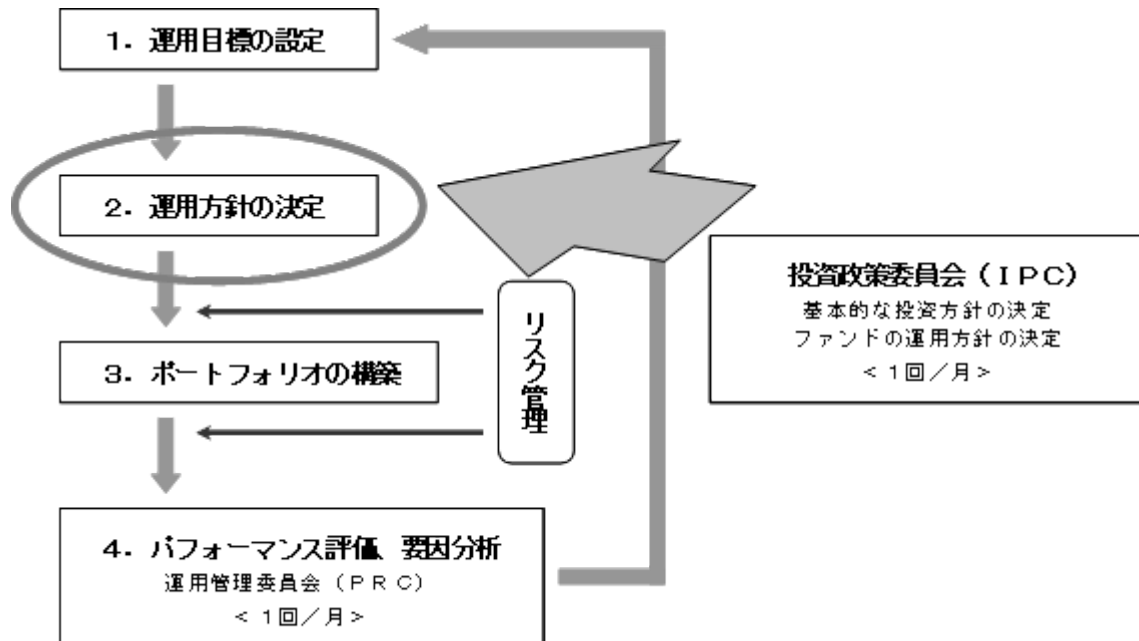 １．運用目標の設定
２．運用方針の決定
投資政策委員会（ＩＰＣ）
基本的な投資方針の決定
ファンドの運用方針の決定
＜１回／月＞
リスク管理
３．ポートフォリオの構築
４．パフォーマンス評価、要因分析
運用管理委員会（ＰＲＣ）
＜１回／月＞